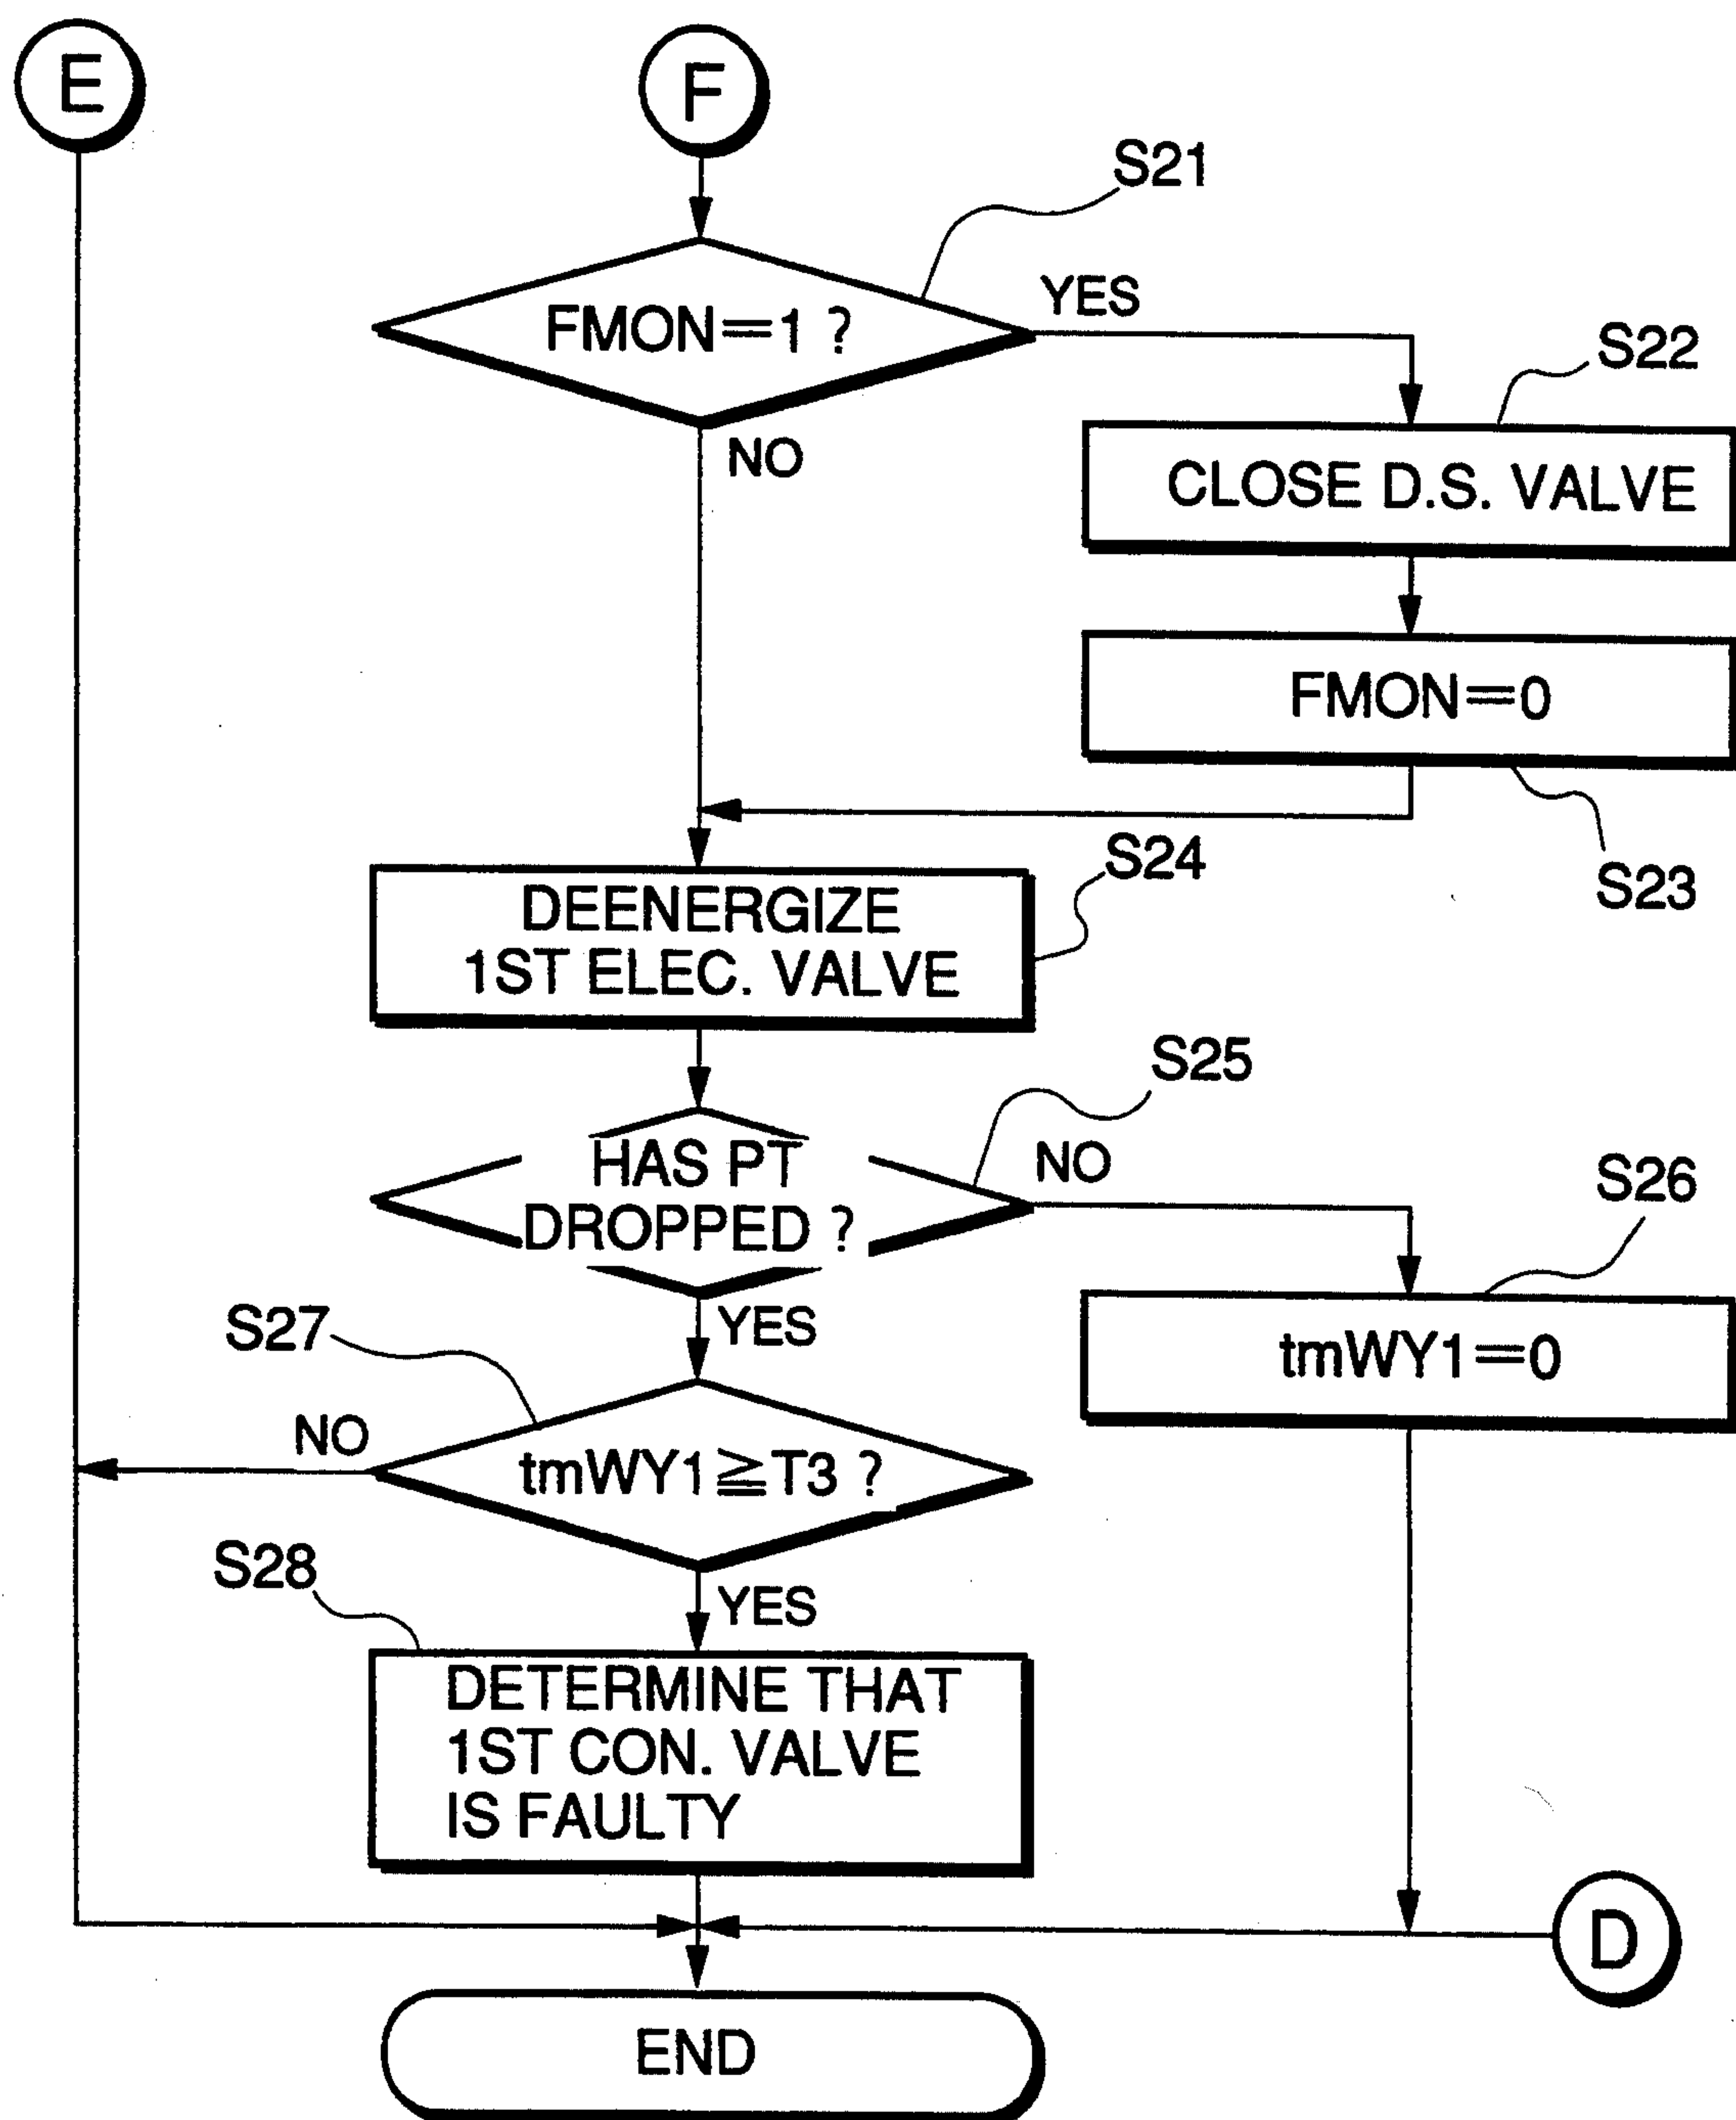 E
F
S21
FMON=1 ?
YES
NO
S22
CLOSE D.S. VALVE
FMON=0
S23
S24
DEENERGIZE
1ST ELEC. VALVE
S25
HAS PT
DROPPED ?
NO
YES
S26
tmWY1=0
S27
NO
tmWY1≧T3 ?
YES
S28
DETERMINE THAT
1ST CON. VALVE
IS FAULTY
D
END